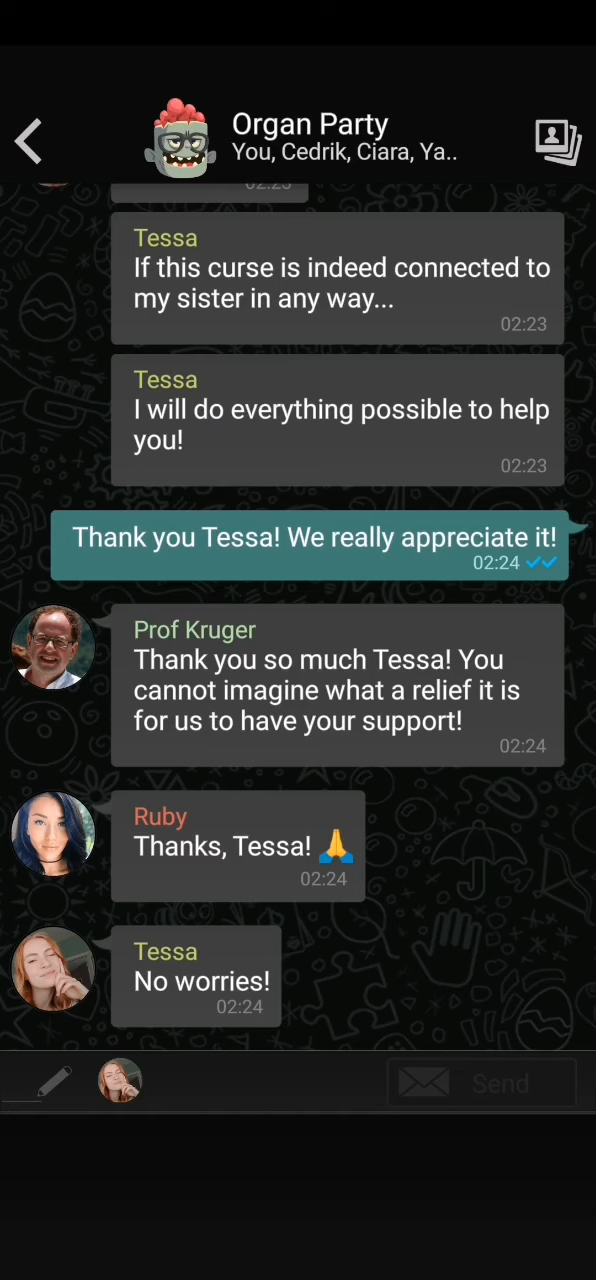 Organ Party
You, Cedrik, Ciara, Ya..
02:23
Tessa
If this curse is indeed connected to
my sister in any way...
02:23
Tessa
I will do everything possible to help
you!
02:23
Thank you Tessa! We really appreciate it!
02:24
Prof Kruger
Thank you so much Tessa! You
cannot imagine what a relief it is
for us to have your support!
02:24
Ruby
Thanks, Tessa! 🙏
02:24
Tessa
No worries!
02:24
Send